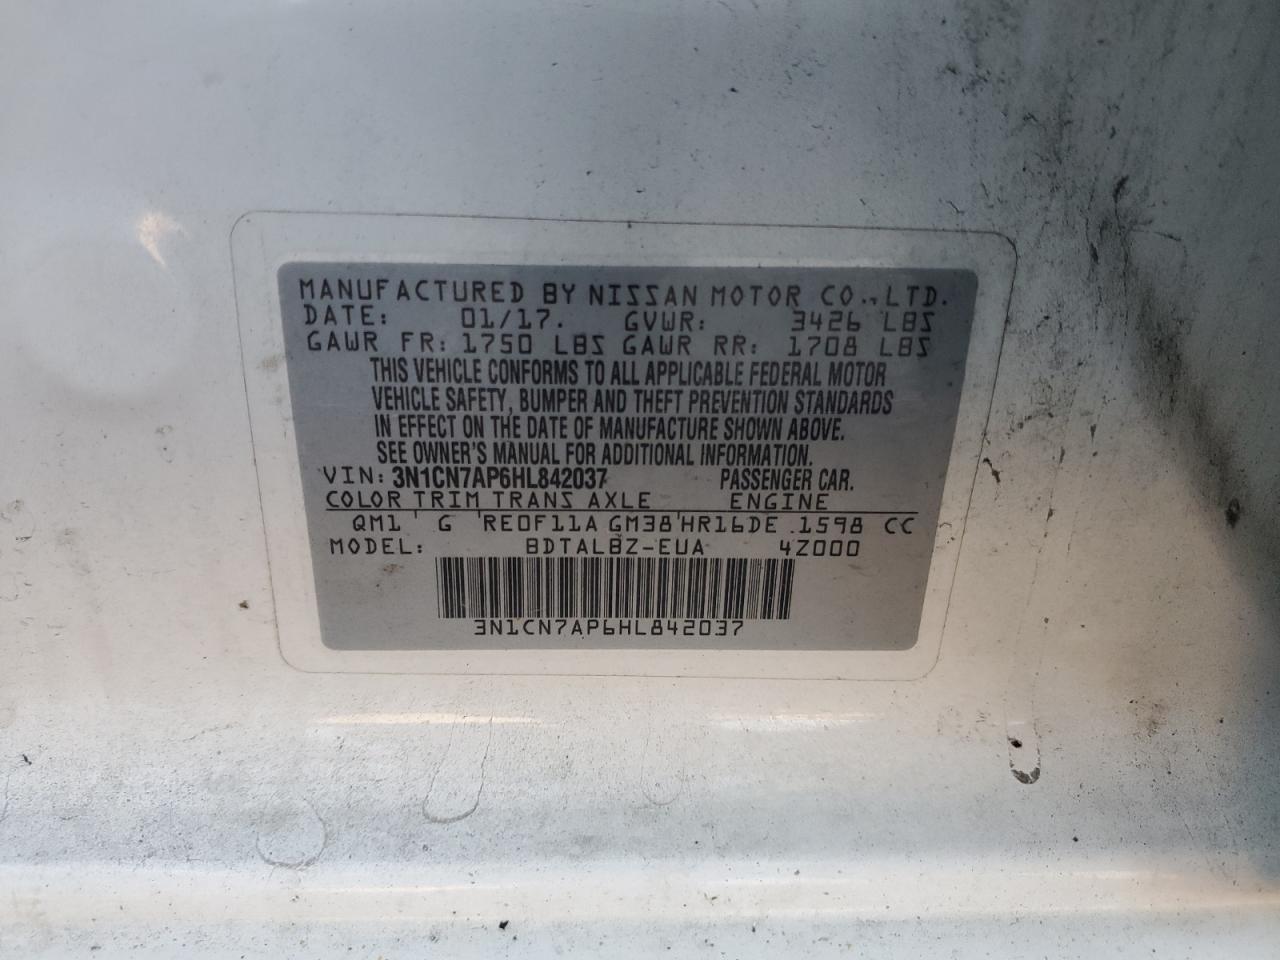 MANUFACTURED BY NISSAN MOTOR CO., LTD.
DATE: 01/17. GVWR: 3426 LBS
GAWR FR: 1750 LBS GAWR RR: 1708 LBS
THIS VEHICLE CONFORMS TO ALL APPLICABLE FEDERAL MOTOR
VEHICLE SAFETY, BUMPER AND THEFT PREVENTION STANDARDS
IN EFFECT ON THE DATE OF MANUFACTURE SHOWN ABOVE.
SEE OWNER'S MANUAL FOR ADDITIONAL INFORMATION.
VIN: 3N1CN7AP6HL842037 PASSENGER CAR.
COLOR TRIM TRANS AXLE ENGINE
QM1 ' G ' RE0F11A GM38 ' HR16DE 1598 CC
MODEL: BDTALBZ-EUA 4Z000
3N1CN7AP6HL842037